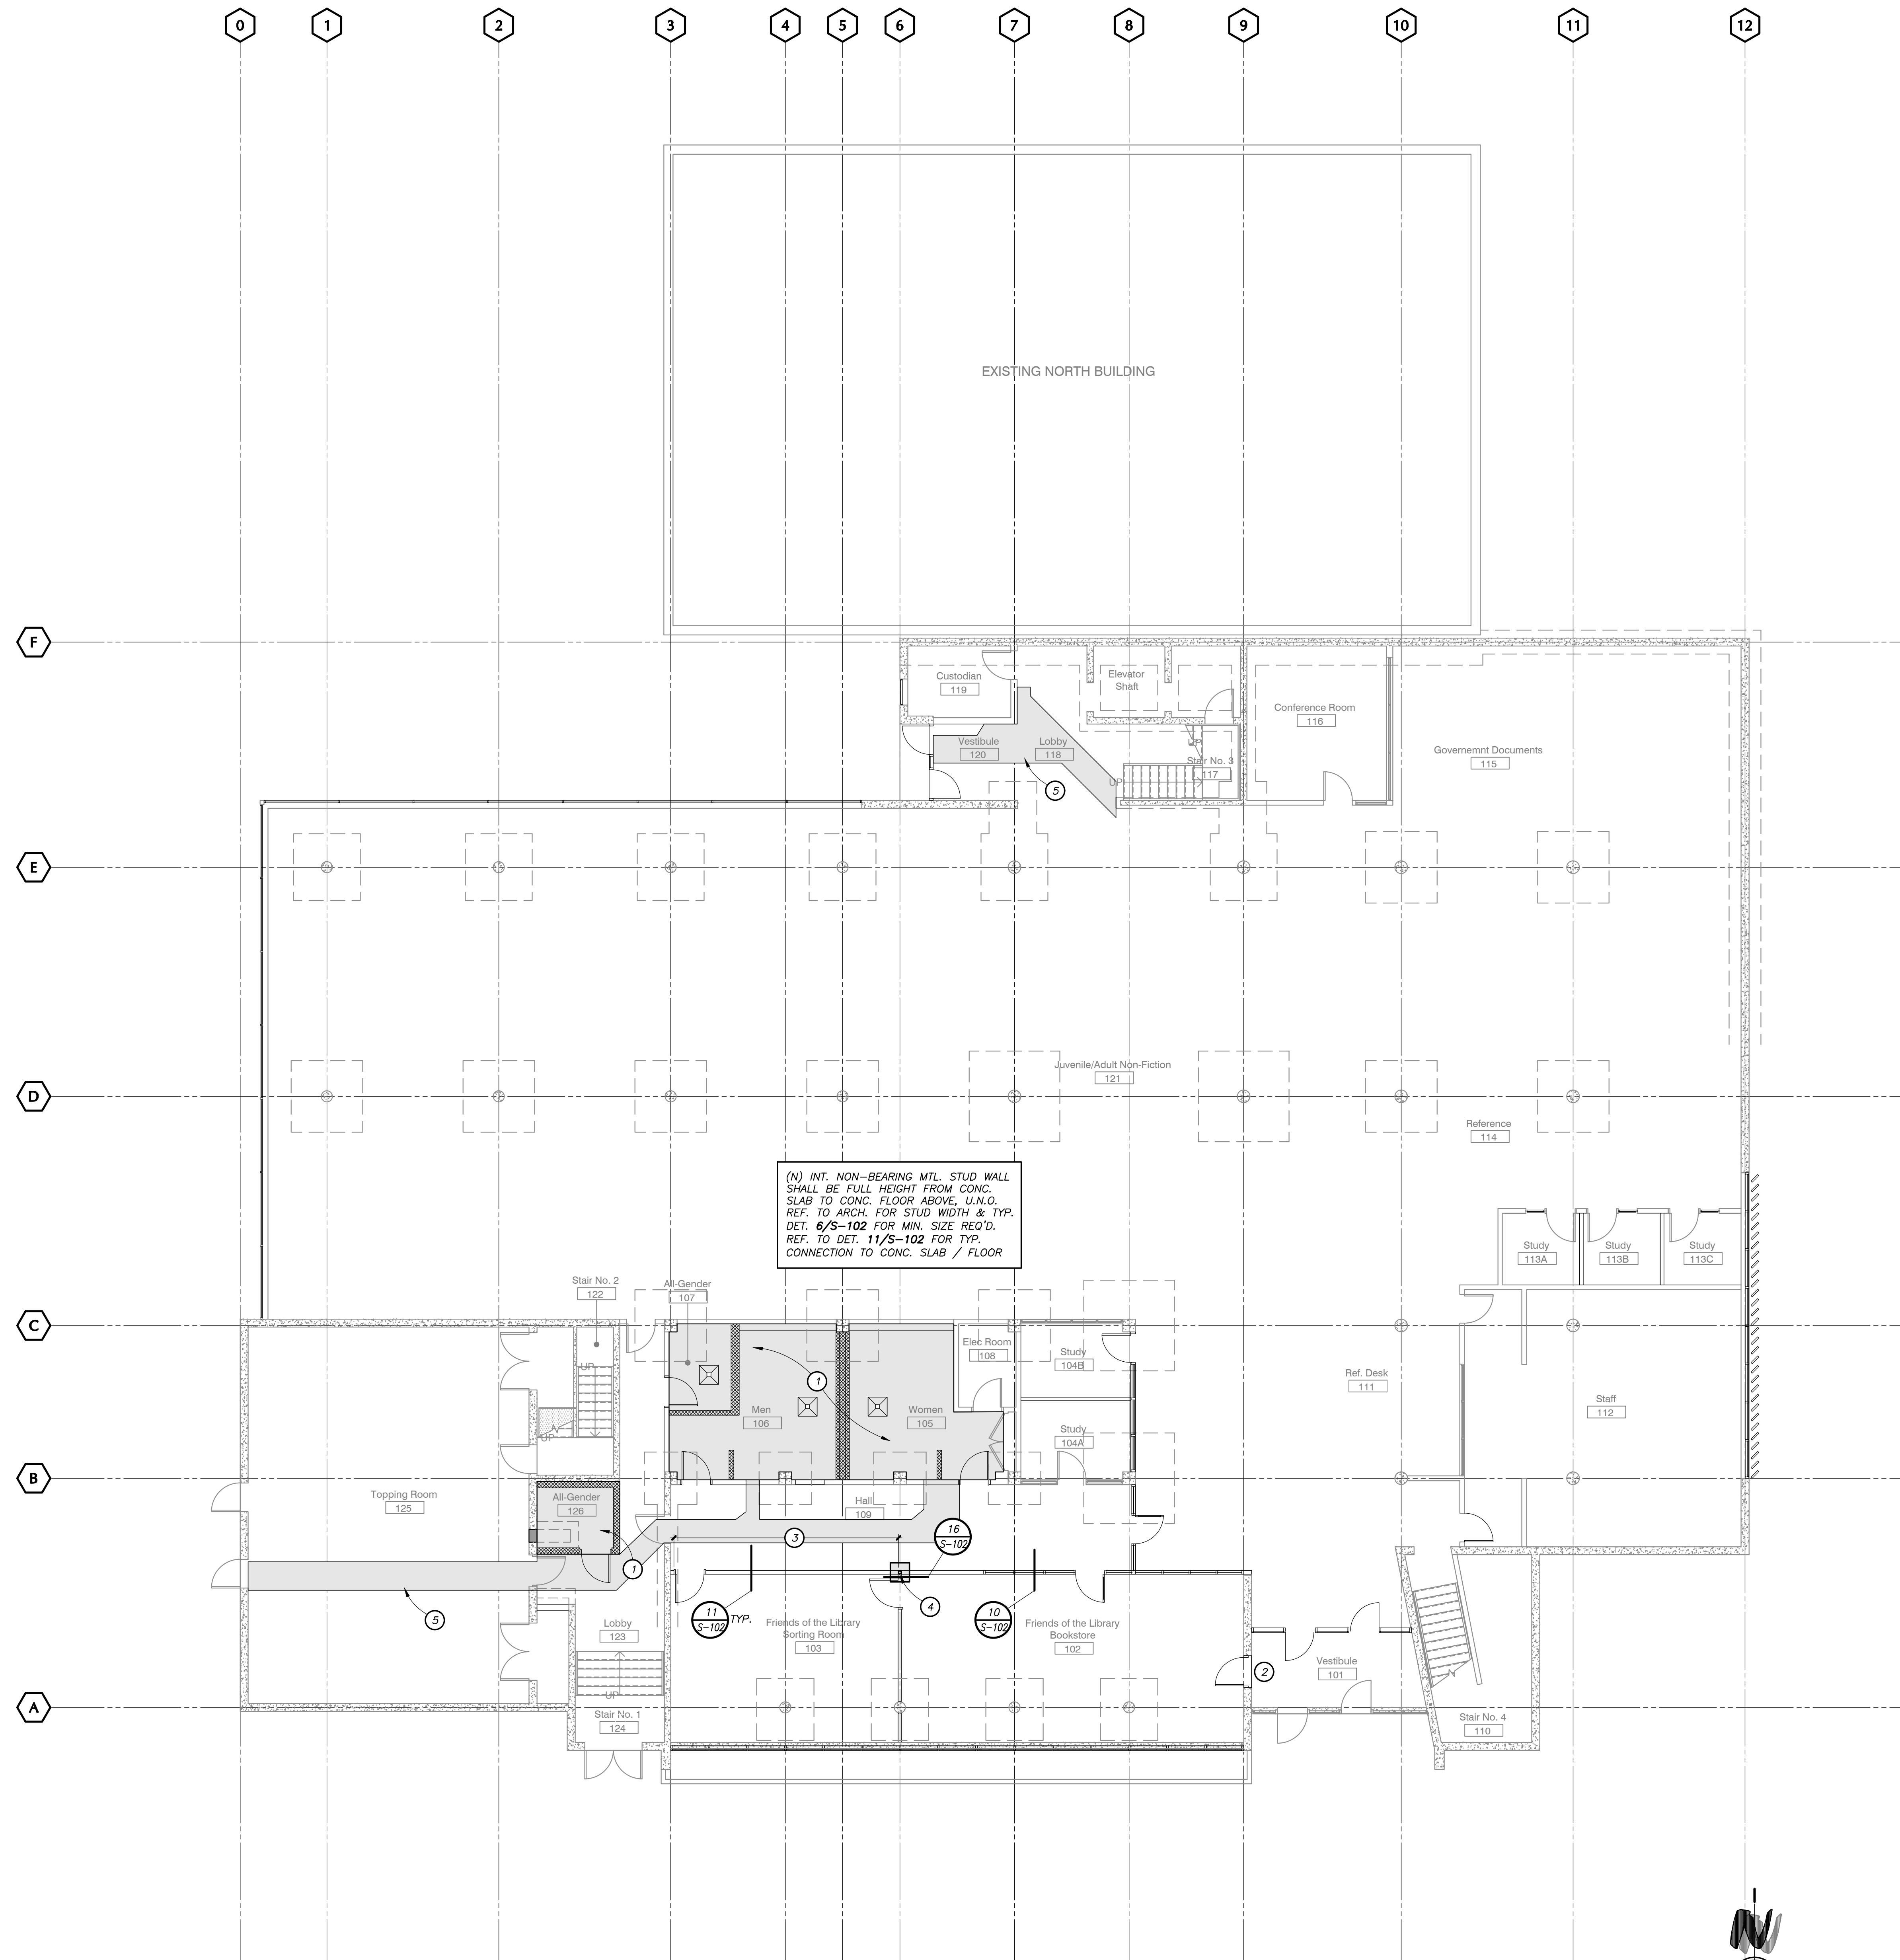 0 1 2 3 4 5 6 7 8 9 10 11 12
EXISTING NORTH BUILDING
F
Custodian
119
Elevator
Shaft
Conference Room
116
Vestibule
120
Lobby
118
UP
Stair No. 3
117
UP
5
Governemnt Documents
115
E
Juvenile/Adult Non-Fiction
121
D
Reference
114
(N) INT. NON-BEARING MTL. STUD WALL
SHALL BE FULL HEIGHT FROM CONC.
SLAB TO CONC. FLOOR ABOVE, U.N.O.
REF. TO ARCH. FOR STUD WIDTH & TYP.
DET. 6/S-102 FOR MIN. SIZE REQ'D.
REF. TO DET. 11/S-102 FOR TYP.
CONNECTION TO CONC. SLAB / FLOOR
Study
113A
Study
113B
Study
113C
Stair No. 2
122
All-Gender
107
C
Elec Room
108
Study
104B
UP
1
Ref. Desk
111
Staff
112
Men
106
Women
105
Study
104A
UP
B
Topping Room
125
All-Gender
126
Hall
109
3
16
S-102
1
5
4
11
S-102
TYP.
10
S-102
Lobby
123
Friends of the Library
Sorting Room
103
Friends of the Library
Bookstore
102
2
Vestibule
101
UP
A
Stair No. 1
124
Stair No. 4
110
N